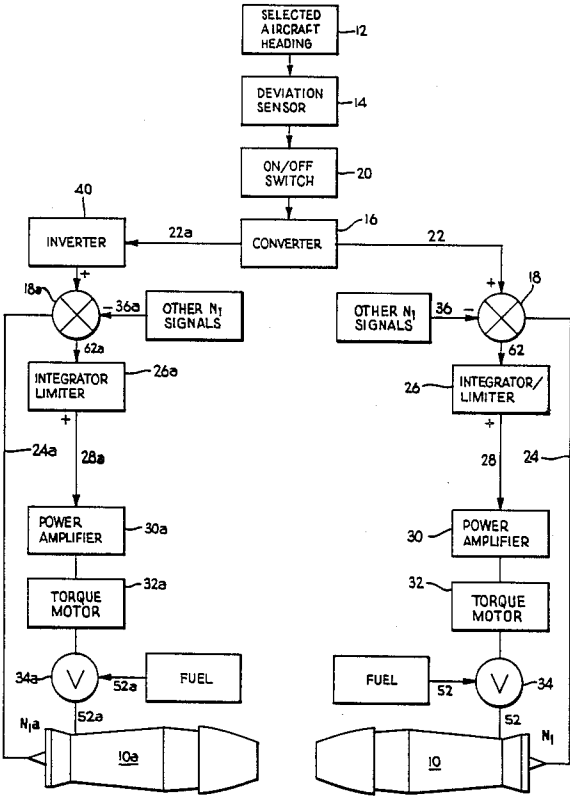 SELECTED
AIRCRAFT
HEADING
12
DEVIATION
SENSOR
14
ON/OFF
SWITCH
20
40
16
INVERTER
22a
CONVERTER
22
+
+
18a
18
− 36a
OTHER N1
SIGNALS
OTHER N1
SIGNALS
36 −
62a
62
INTEGRATOR
LIMITER
26a
26
INTEGRATOR/
LIMITER
+
+
24a
28a
28
24
POWER
AMPLIFIER
30a
30
POWER
AMPLIFIER
TORQUE
MOTOR
32a
32
TORQUE
MOTOR
34a
V
52a
FUEL
FUEL
52
V
34
52a
52
N1a
10a
10
N1